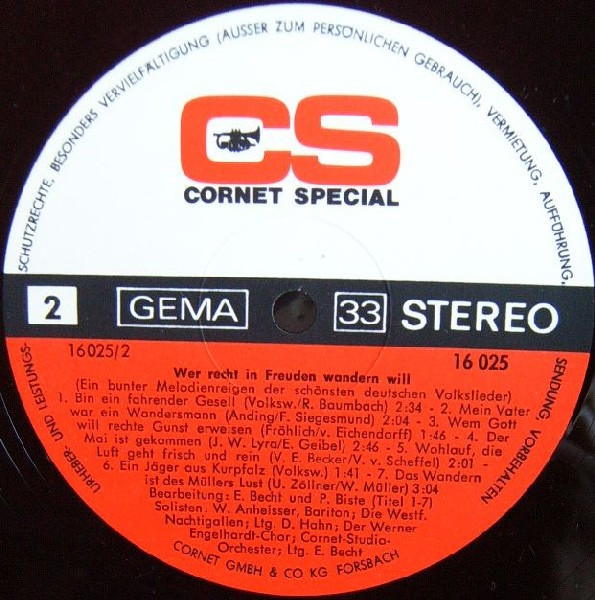 SCHUTZRECHTE, BESONDERS VERVIELFÄLTIGUNG (AUSSER ZUM PERSÖNLICHEN GEBRAUCH), VERMIETUNG, AUFFÜHRUNG,
CS
CORNET SPECIAL
2 GEMA 33 STEREO
16025/2 16 025
Wer recht in Freuden wandern will
(Ein bunter Melodienreigen der schönsten deutschen Volkslieder)
1. Bin ein fahrender Gesell (Volksw./R. Baumbach) 2:34 - 2. Mein Vater
war ein Wandersmann (Anding/F. Siegesmund) 2:04 - 3. Wem Gott
will rechte Gunst erweisen (Fröhlich/v. Eichendorff) 1:46 - 4. Der
Mai ist gekommen (J. W. Lyra/E. Geibel) 2:46 - 5. Wohlauf, die
Luft geht frisch und rein (V. E. Becker/V. v. Scheffel) 2:01 -
6. Ein Jäger aus Kurpfalz (Volksw.) 1:41 - 7. Das Wandern
ist des Müllers Lust (U. Zöllner/W. Müller) 3:04
Bearbeitung: E. Becht und P. Biste (Titel 1-7)
Solisten: W. Anheisser, Bariton; Die Westf.
Nachtigallen; Ltg. D. Hahn; Der Werner
Engelhardt-Chor; Cornet-Studio-
Orchester; Ltg. E. Becht
CORNET GMBH & CO KG FORSBACH
URHEBER- UND LEISTUNGS-
SENDUNG VORBEHALTEN